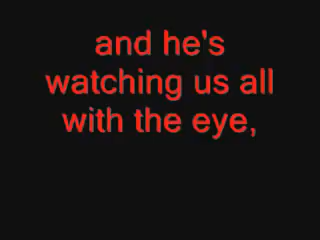 and he's
watching us all
with the eye,